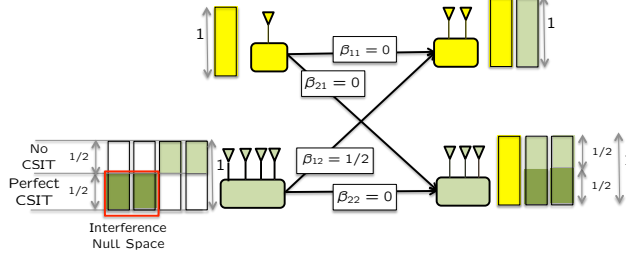 1
1
β₁₁ = 0
β₂₁ = 0
No
CSIT
1/2
Perfect
CSIT
1/2
1
β₁₂ = 1/2
β₂₂ = 0
1/2
1/2
Interference
Null Space